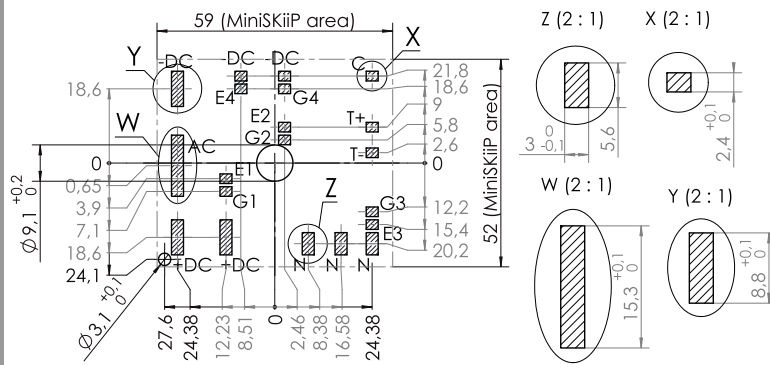 59 (MiniSKiiP area)
Z (2 : 1)
X (2 : 1)
Y
X
-DC
-DC
-DC
C
21,8
18,6
18,6
E4
G4
W
E2
T+
9
G2
5,8
AC
T=
2,6
0
0
0,65
E1
3,9
G1
7,1
Z
G3
12,2
15,4
18,6
E3
20,2
24,1
+DC
+DC
N
N
-N
52 (MiniSKiiP area)
Ø9,1 +0,2 0
Ø3,1 +0,1 0
27,6
24,38
12,23
8,51
0
2,46
8,38
16,58
24,38
3 0 -0,1
5,6
2,4 +0,1 0
W (2 : 1)
Y (2 : 1)
15,3 +0,1 0
8,8 +0,1 0